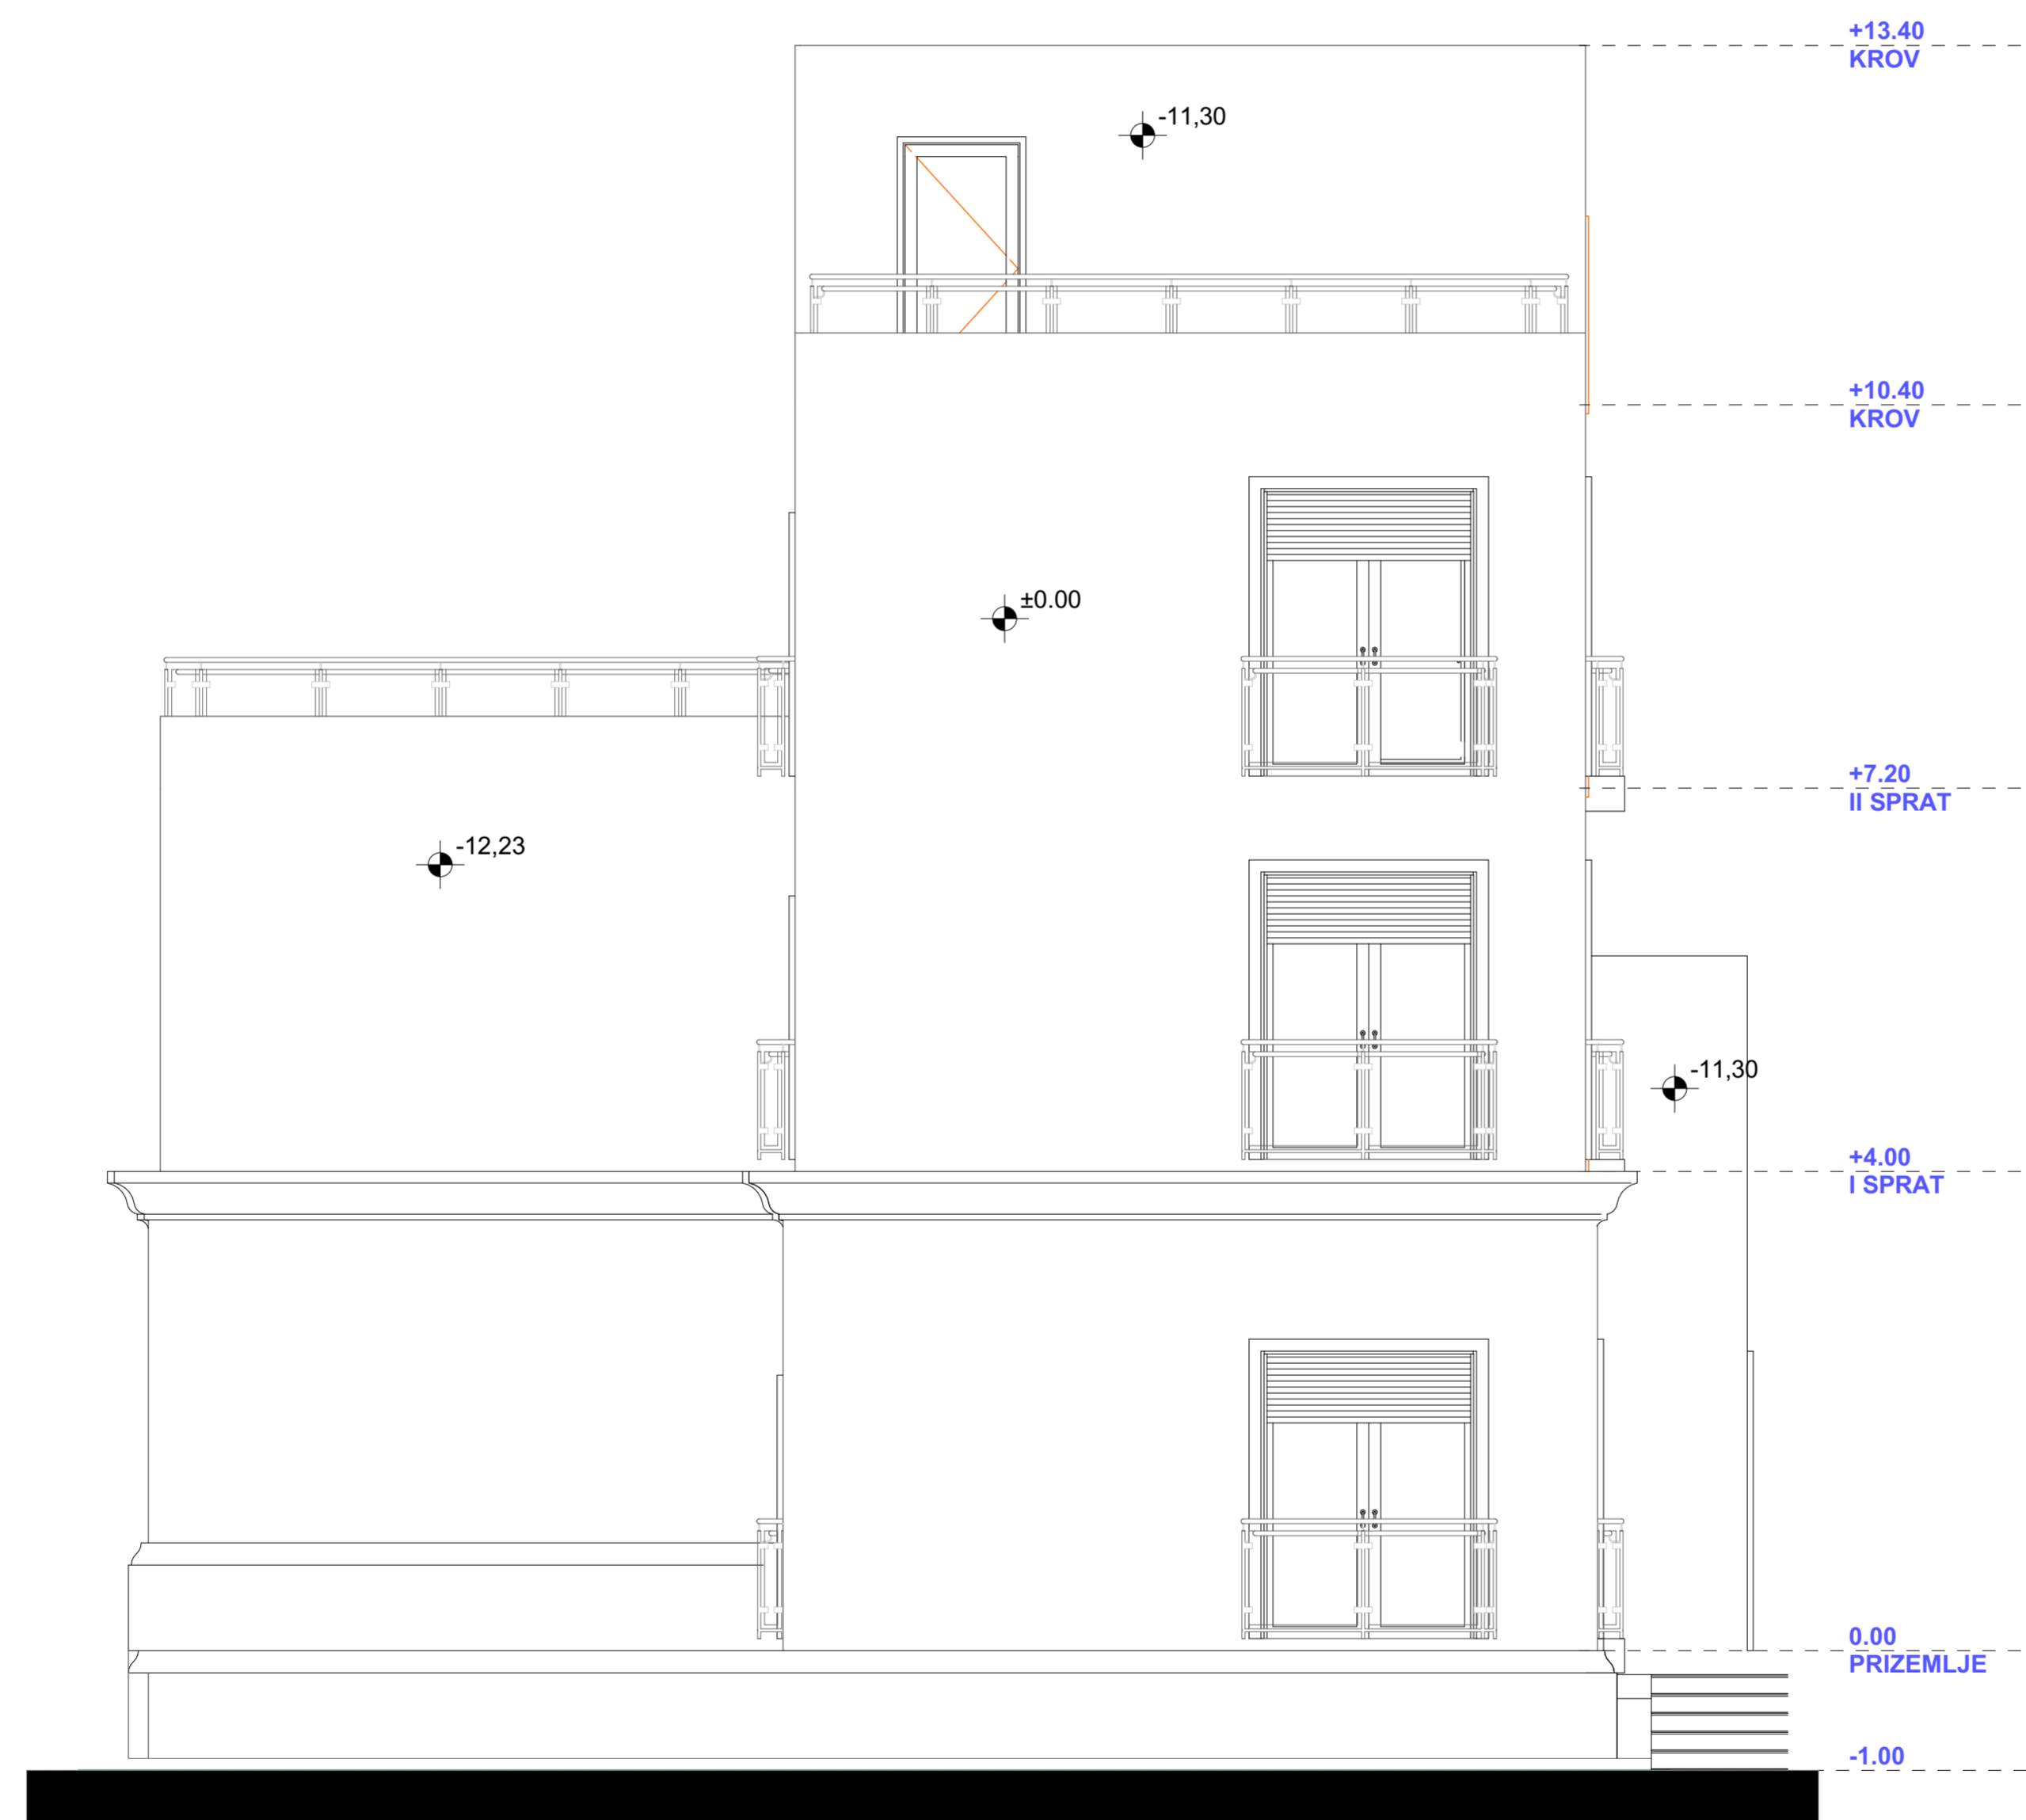 +13.40
KROV
-11,30
+10.40
KROV
±0.00
+7.20
II SPRAT
-12,23
-11,30
+4.00
I SPRAT
0.00
PRIZEMLJE
-1.00